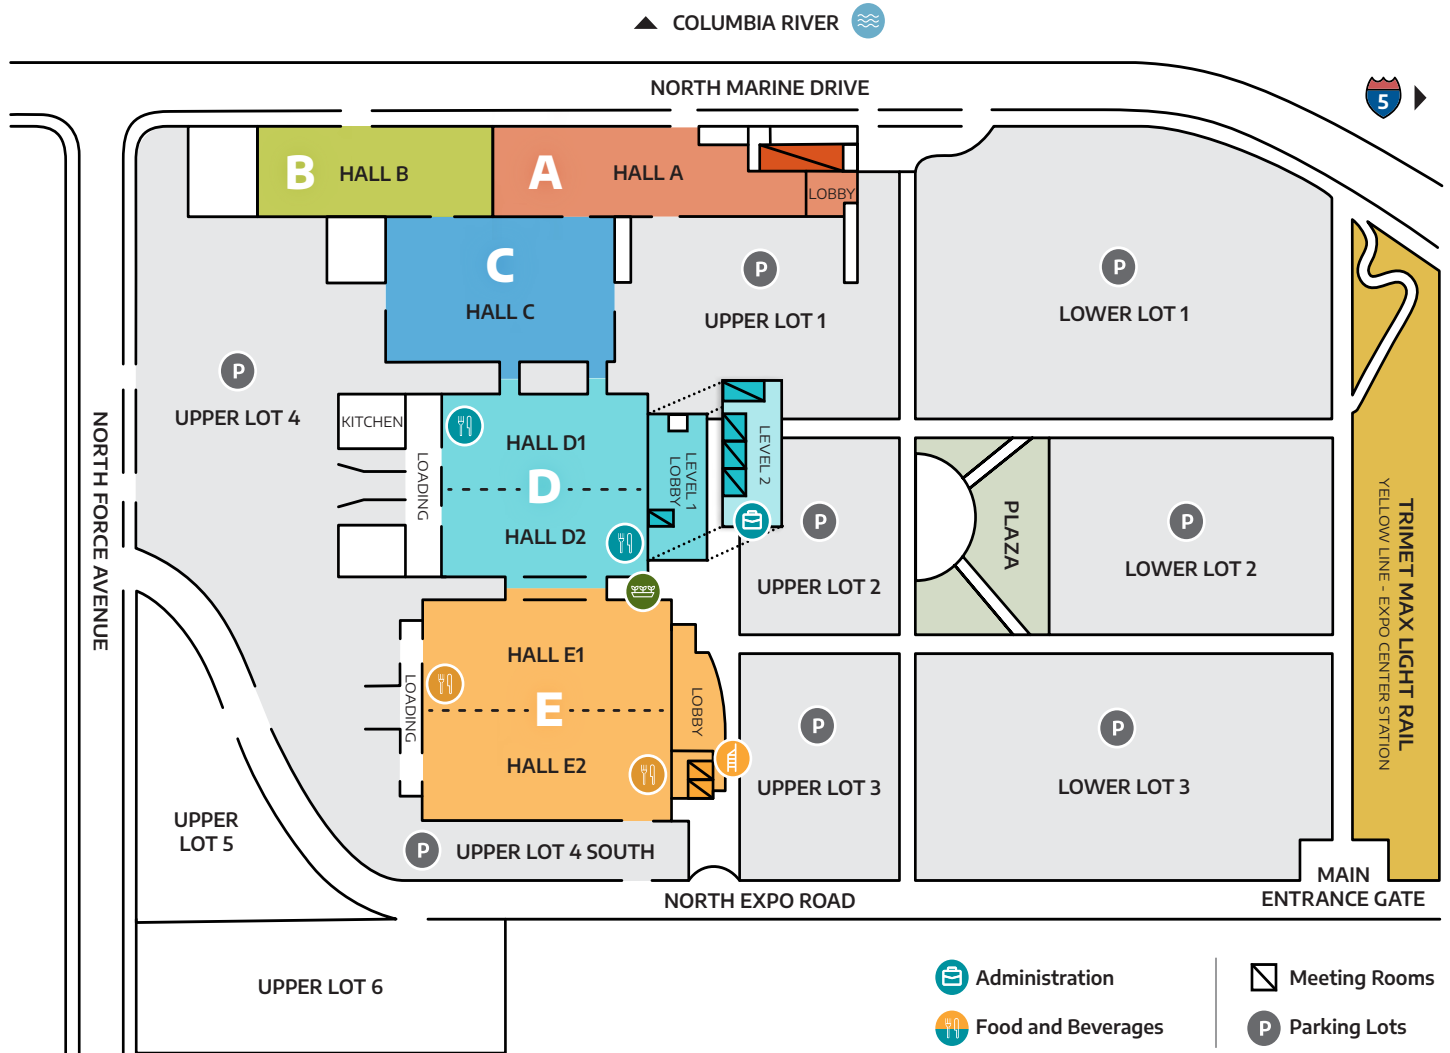 COLUMBIA RIVER
NORTH MARINE DRIVE
5
B
HALL B
A
HALL A
LOBBY
C
HALL C
P
UPPER LOT 1
P
LOWER LOT 1
P
UPPER LOT 4
NORTH FORCE AVENUE
KITCHEN
LOADING
HALL D1
D
HALL D2
LEVEL 1
LOBBY
LEVEL 2
P
UPPER LOT 2
PLAZA
P
LOWER LOT 2
TRIMET MAX LIGHT RAIL
YELLOW LINE - EXPO CENTER STATION
LOADING
HALL E1
E
HALL E2
LOBBY
P
UPPER LOT 3
P
LOWER LOT 3
UPPER
LOT 5
P
UPPER LOT 4 SOUTH
MAIN
ENTRANCE GATE
NORTH EXPO ROAD
UPPER LOT 6
Administration
Meeting Rooms
Food and Beverages
P
Parking Lots